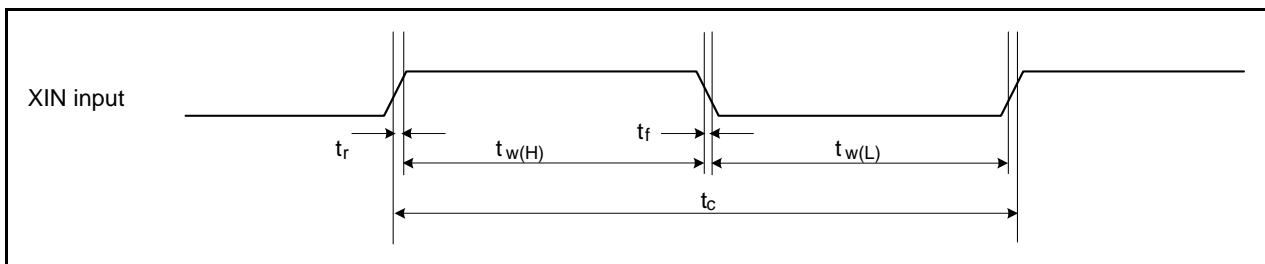 XIN input
tr
tw(H)
tf
tw(L)
tc